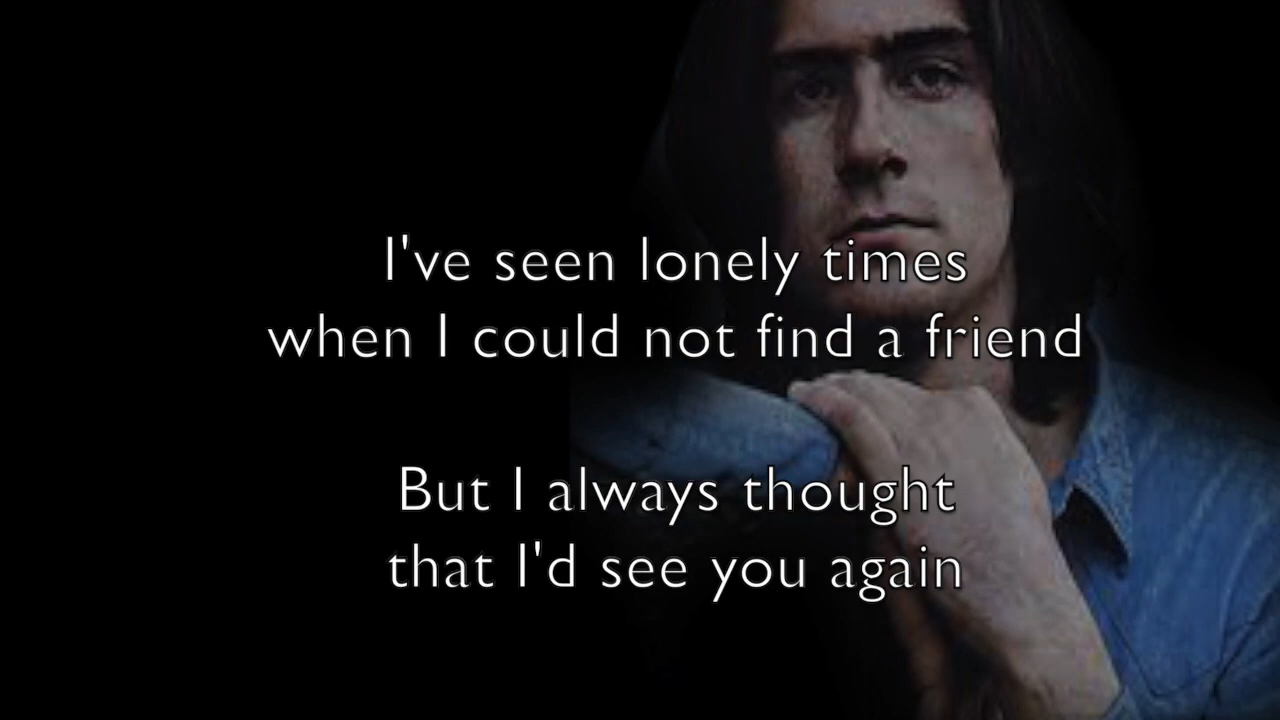 I've seen lonely times
when I could not find a friend
But I always thought
that I'd see you again